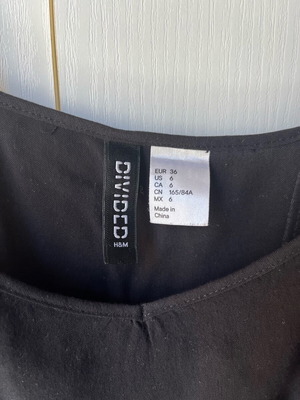 DIVIDED
H&M
EUR 36
US 6
CA 6
CN 165/84A
MX 6
Made in
China